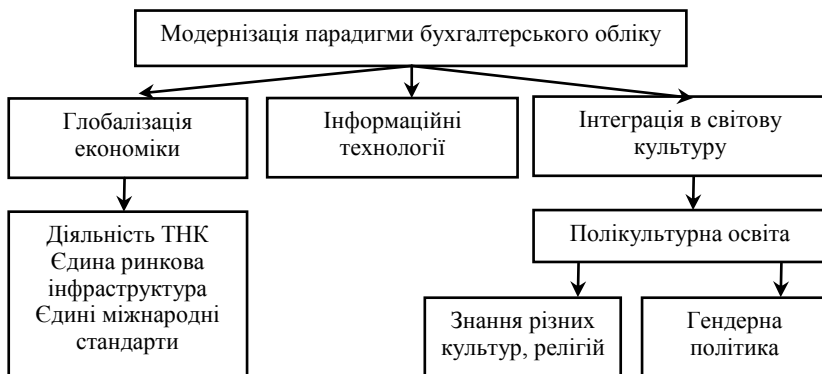 Модернізація парадигми бухгалтерського обліку
Глобалізація
економіки
Інформаційні
технології
Інтеграція в світову
культуру
Діяльність ТНК
Єдина ринкова
інфраструктура
Єдині міжнародні
стандарти
Полікультурна освіта
Знання різних
культур, релігій
Гендерна
політика